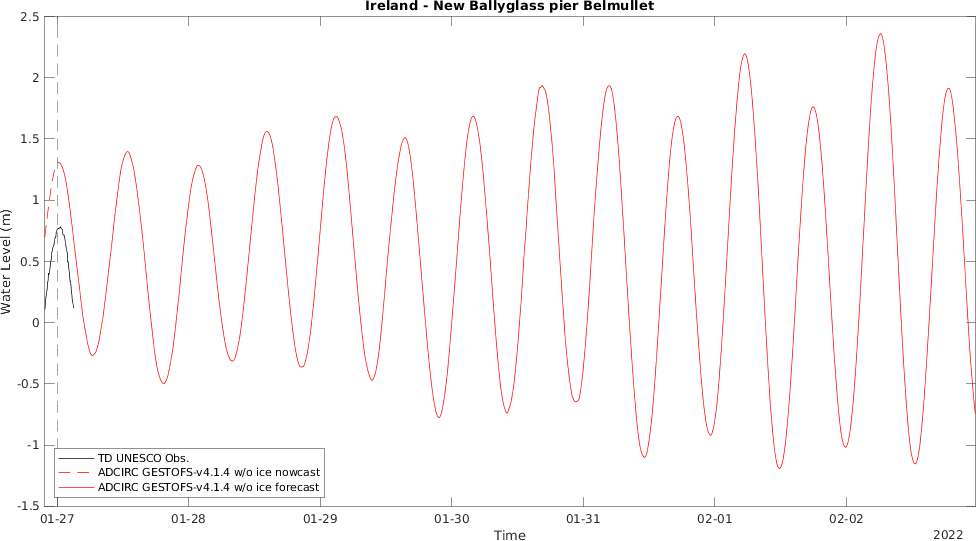 Ireland - New Ballyglass pier Belmullet
2.5
2
1.5
1
0.5
0
-0.5
-1
-1.5
Water Level (m)
TD UNESCO Obs.
ADCIRC GESTOFS-v4.1.4 w/o ice nowcast
ADCIRC GESTOFS-v4.1.4 w/o ice forecast
01-27 01-28 01-29 01-30 01-31 02-01 02-02
Time
2022